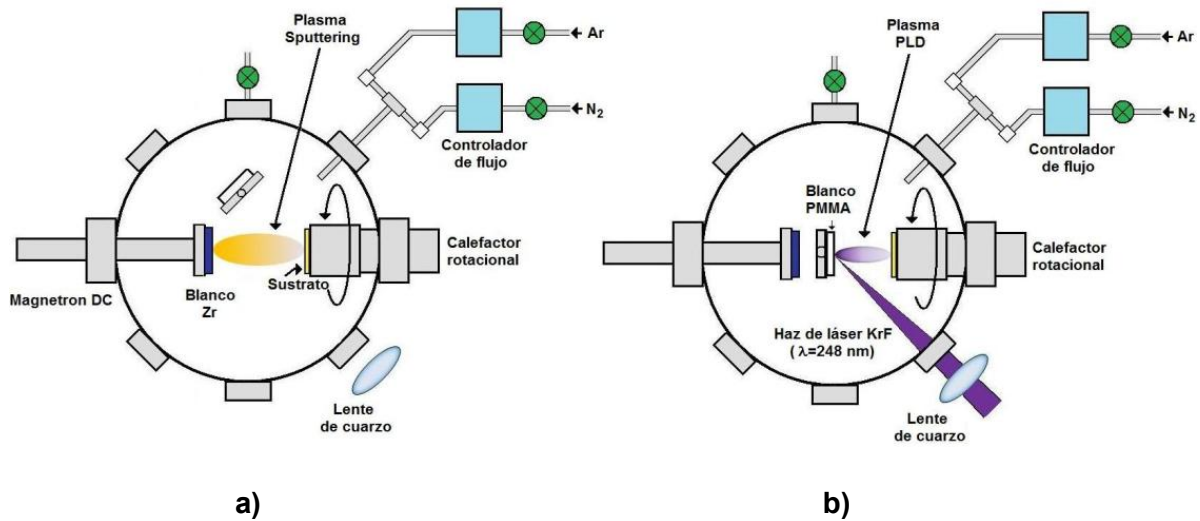 Plasma
Sputtering
Ar
N2
Controlador
de flujo
Calefactor
rotacional
Magnetron DC
Blanco
Zr
Sustrato
Lente
de cuarzo
a)
Plasma
PLD
Ar
N2
Controlador
de flujo
Blanco
PMMA
Calefactor
rotacional
Haz de láser KrF
( λ=248 nm)
Lente
de cuarzo
b)